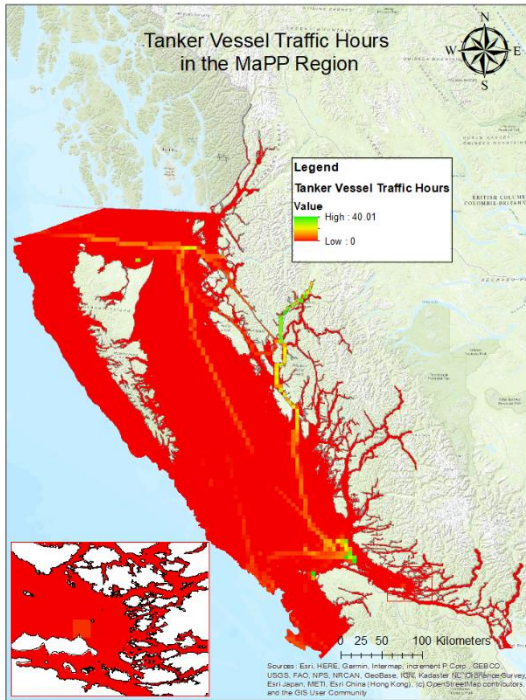 Tanker Vessel Traffic Hours
in the MaPP Region
N
W
E
S
Legend
Tanker Vessel Traffic Hours
Value
High : 40.01
Low : 0
BRITISH COLUMBIA
0 25 50 100 Kilometers
Sources: Esri, HERE, Garmin, Intermap, increment P Corp., GEBCO,
USGS, FAO, NPS, NRCAN, GeoBase, IGN, Kadaster NL, Ordnance Survey,
Esri Japan, METI, Esri China (Hong Kong), (c) OpenStreetMap contributors,
and the GIS User Community